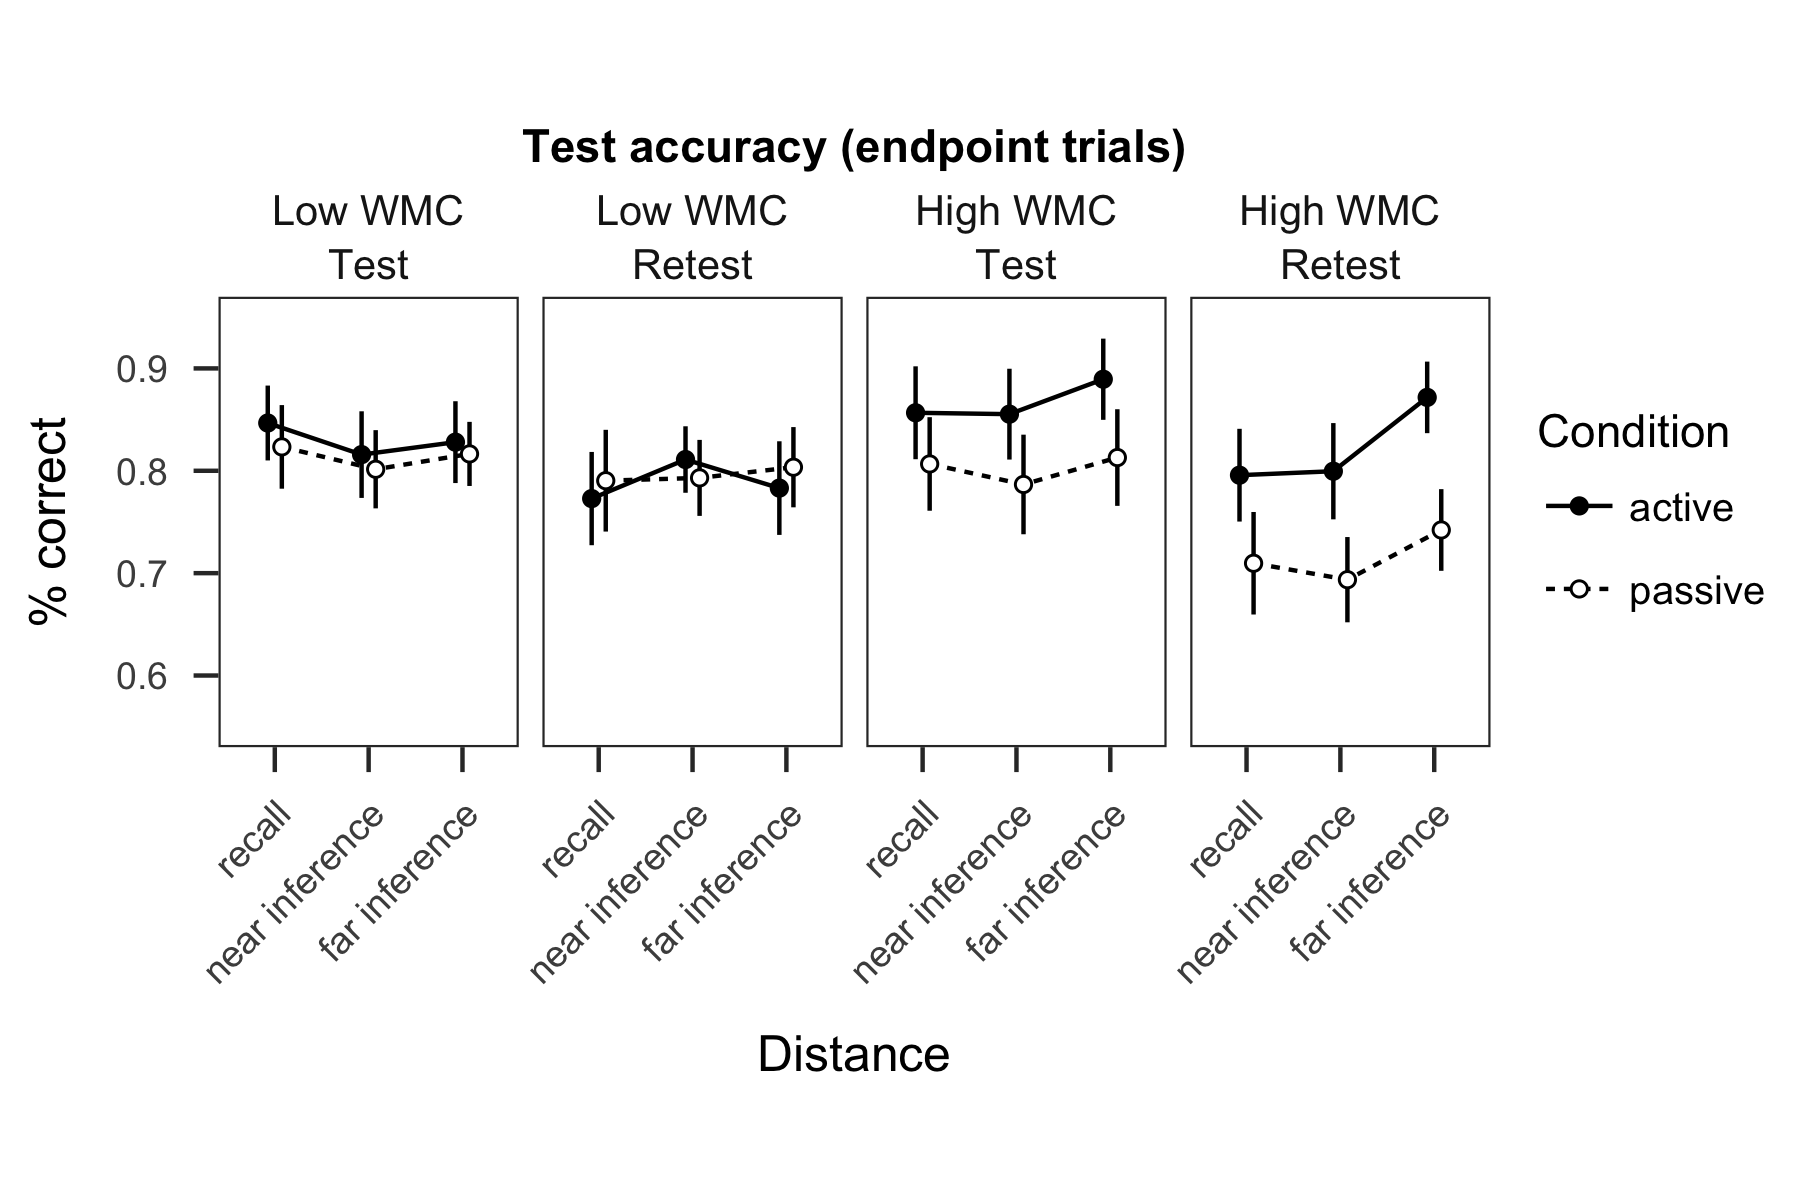 Test accuracy (endpoint trials)
Low WMC
Test
Low WMC
Retest
High WMC
Test
High WMC
Retest
% correct
0.9
0.8
0.7
0.6
recall
near inference
far inference
recall
near inference
far inference
recall
near inference
far inference
recall
near inference
far inference
Distance
Condition
active
passive